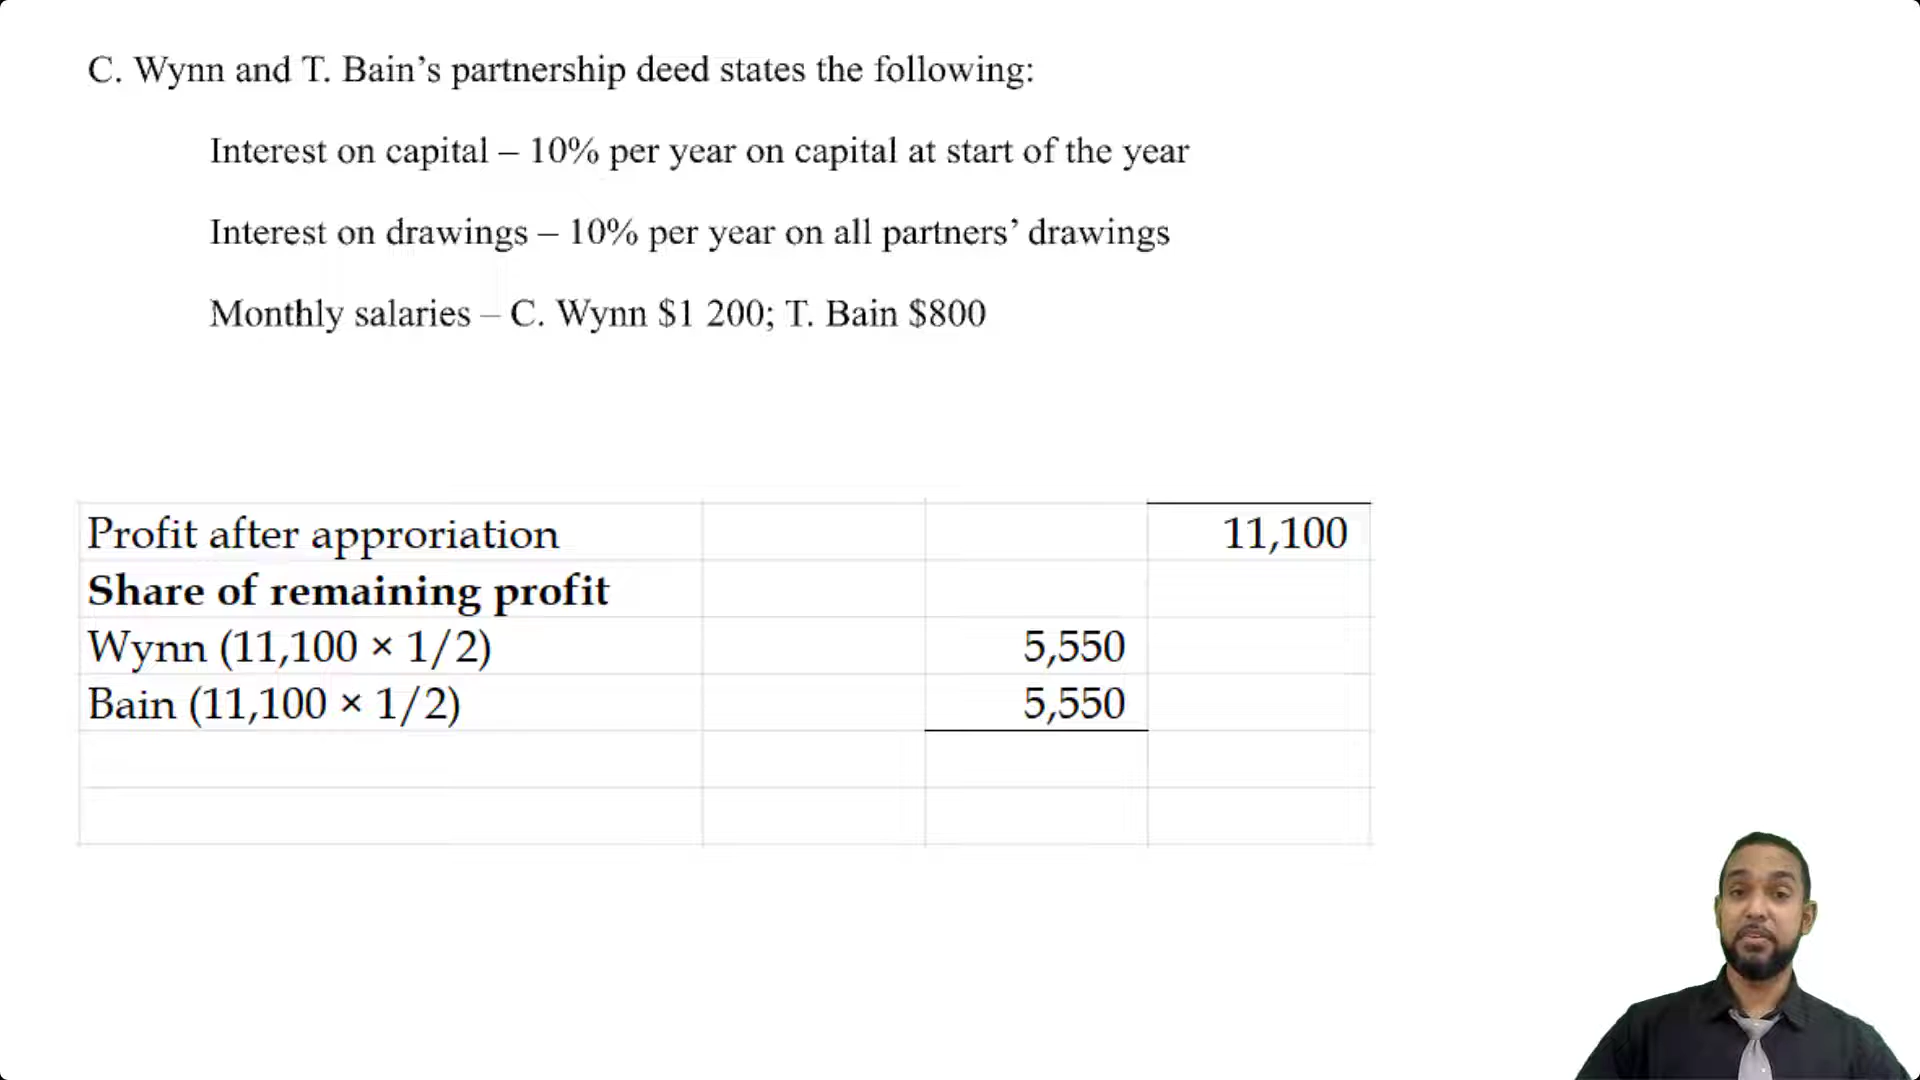 C. Wynn and T. Bain’s partnership deed states the following:
Interest on capital – 10% per year on capital at start of the year
Interest on drawings – 10% per year on all partners’ drawings
Monthly salaries – C. Wynn $1 200; T. Bain $800
Profit after approriation 11,100
Share of remaining profit
Wynn (11,100 × 1/2) 5,550
Bain (11,100 × 1/2) 5,550